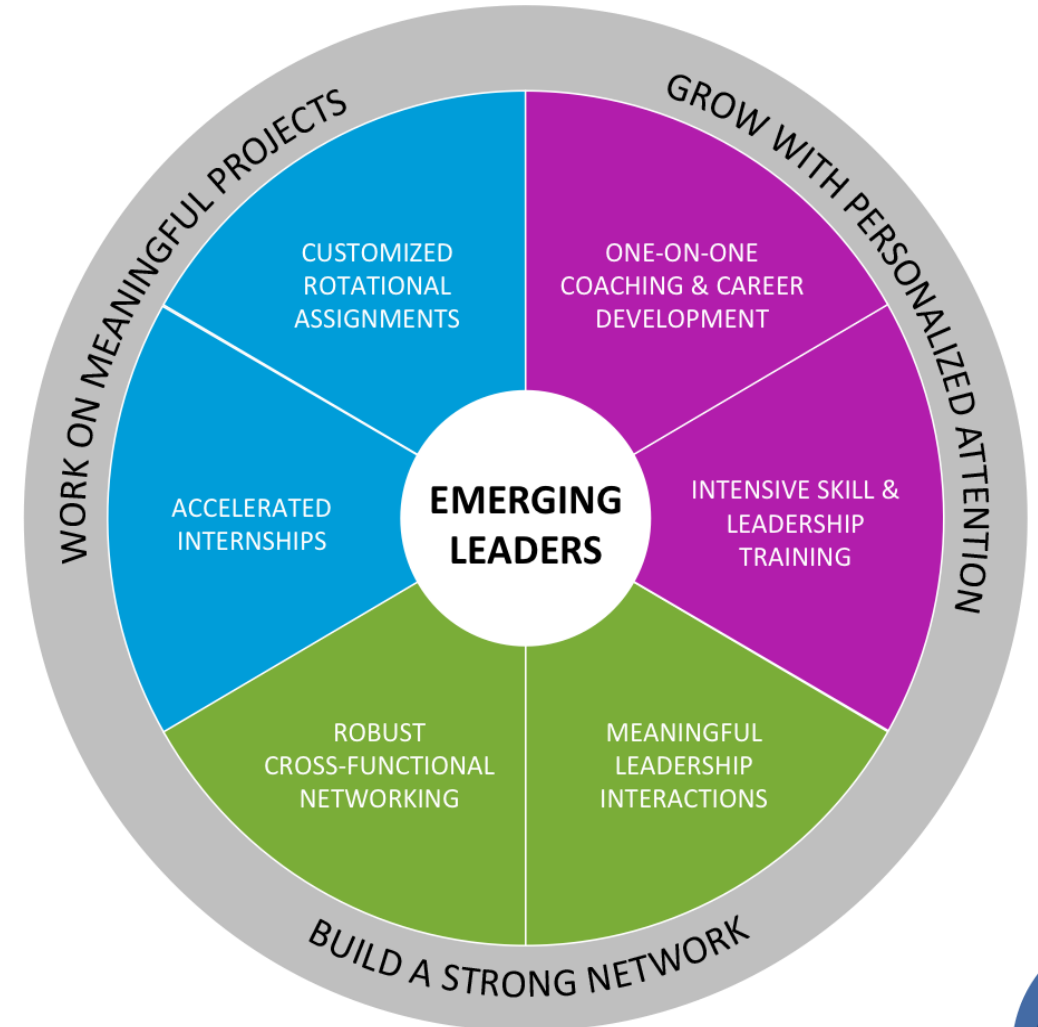 WORK ON MEANINGFUL PROJECTS
GROW WITH PERSONALIZED ATTENTION
CUSTOMIZED
ROTATIONAL
ASSIGNMENTS
ONE-ON-ONE
COACHING & CAREER
DEVELOPMENT
ACCELERATED
INTERNSHIPS
EMERGING
LEADERS
INTENSIVE SKILL &
LEADERSHIP
TRAINING
ROBUST
CROSS-FUNCTIONAL
NETWORKING
MEANINGFUL
LEADERSHIP
INTERACTIONS
BUILD A STRONG NETWORK